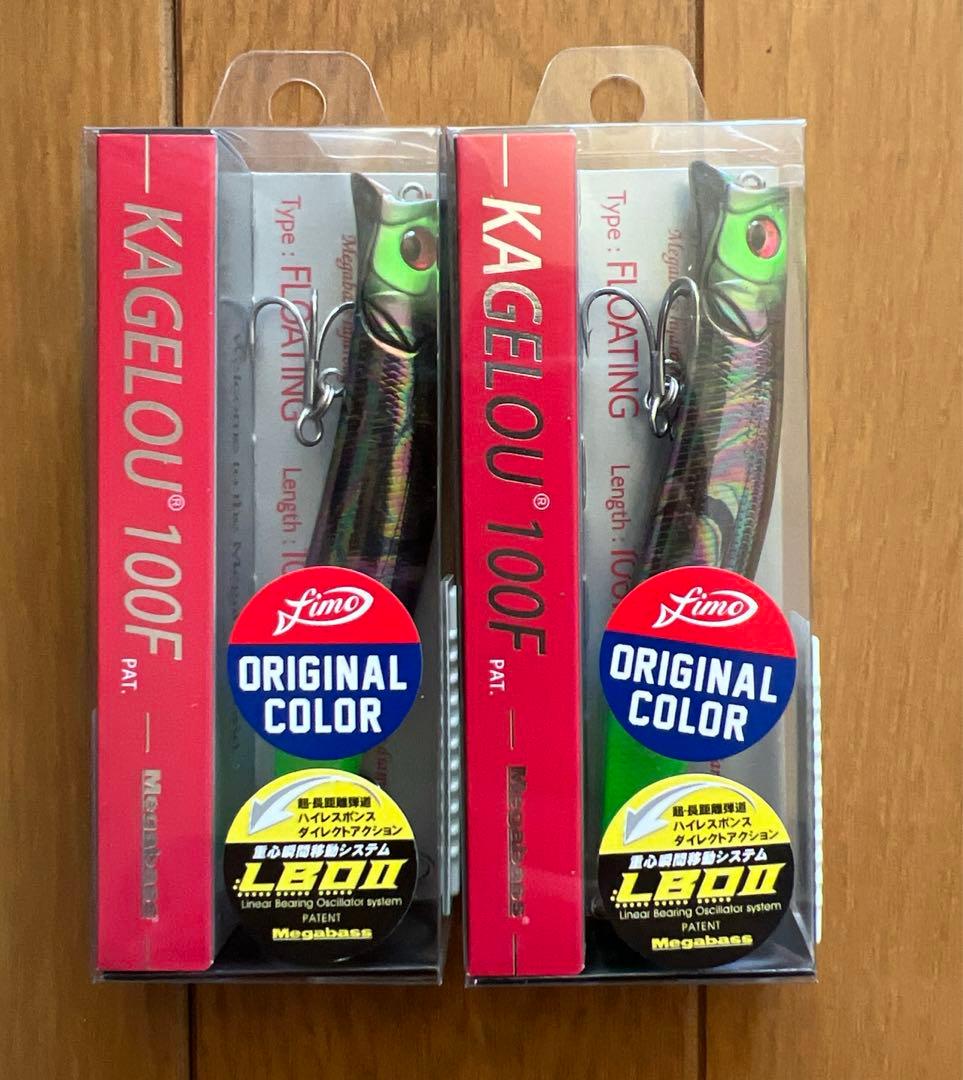 KAGELOU® 100F
PAT.
Megabass
Type : FLOATING
Length :
Limo
ORIGINAL
COLOR
超・長距離弾道
ハイレスポンス
ダイレクトアクション
重心瞬間移動システム
LBOII
Linear Bearing Oscillator system
PATENT
Megabass
KAGELOU® 100F
PAT.
Megabass®
Type : FLOATING
Length :
Limo
ORIGINAL
COLOR
超・長距離弾道
ハイレスポンス
ダイレクトアクション
重心瞬間移動システム
LBOII
Linear Bearing Oscillator system
PATENT
Megabass